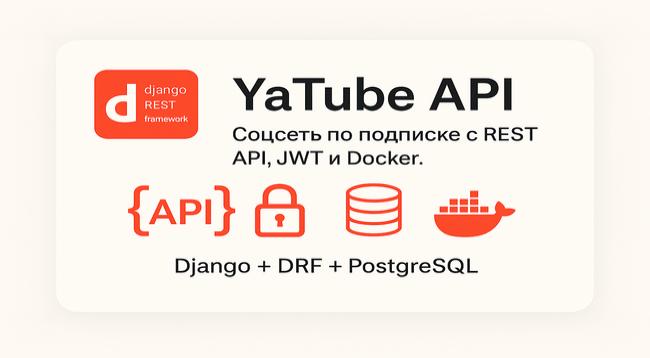 django
REST
framework
YaTube API
Соцсеть по подписке с REST
API, JWT и Docker.
{API}
Django + DRF + PostgreSQL